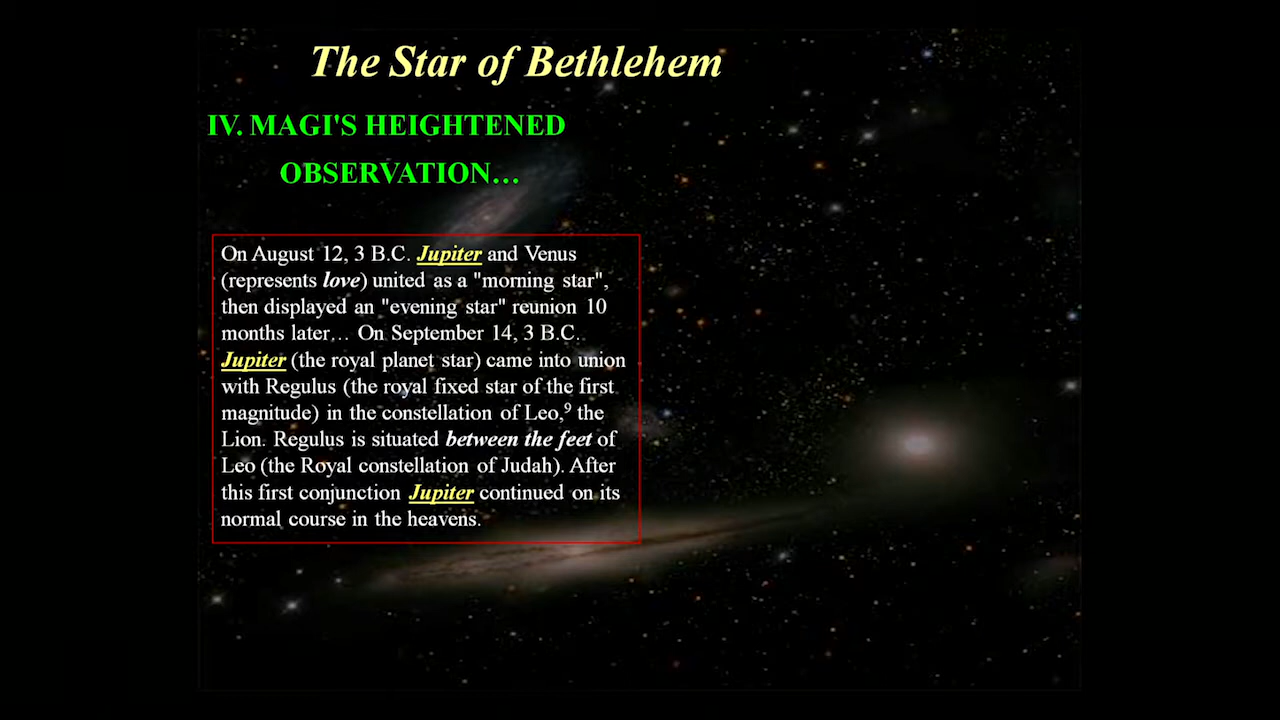 The Star of Bethlehem
IV. MAGI'S HEIGHTENED
OBSERVATION…
On August 12, 3 B.C. Jupiter and Venus
(represents love) united as a "morning star",
then displayed an "evening star" reunion 10
months later… On September 14, 3 B.C.
Jupiter (the royal planet star) came into union
with Regulus (the royal fixed star of the first
magnitude) in the constellation of Leo,⁹ the
Lion. Regulus is situated between the feet of
Leo (the Royal constellation of Judah). After
this first conjunction Jupiter continued on its
normal course in the heavens.